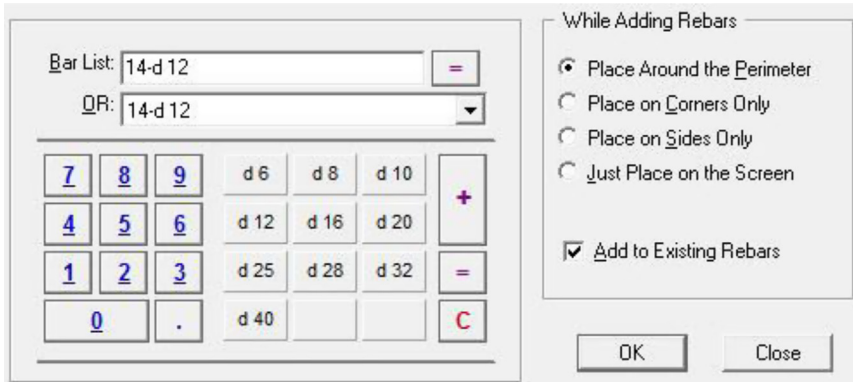 While Adding Rebars
Bar List: 14-d 12 =
OR: 14-d 12
Place Around the Perimeter
Place on Corners Only
Place on Sides Only
Just Place on the Screen
7 8 9 d 6 d 8 d 10 +
4 5 6 d 12 d 16 d 20
1 2 3 d 25 d 28 d 32 =
0 . d 40 C
Add to Existing Rebars
OK Close